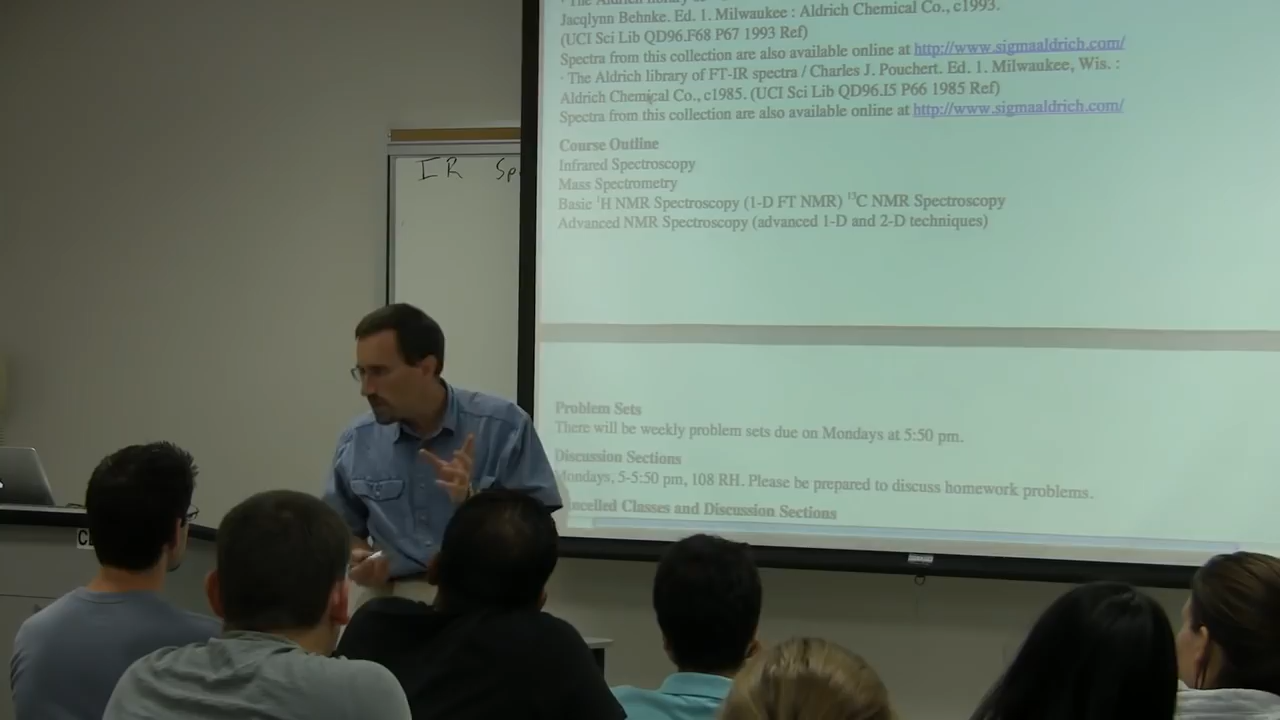 · The Aldrich library of
Jacqlynn Behnke. Ed. 1. Milwaukee : Aldrich Chemical Co., c1993.
(UCI Sci Lib QD96.F68 P67 1993 Ref)
Spectra from this collection are also available online at http://www.sigmaaldrich.com/
· The Aldrich library of FT-IR spectra / Charles J. Pouchert. Ed. 1. Milwaukee, Wis. :
Aldrich Chemical Co., c1985. (UCI Sci Lib QD96.I5 P66 1985 Ref)
Spectra from this collection are also available online at http://www.sigmaaldrich.com/
Course Outline
IR Sp
Infrared Spectroscopy
Mass Spectrometry
Basic ¹H NMR Spectroscopy (1-D FT NMR) ¹³C NMR Spectroscopy
Advanced NMR Spectroscopy (advanced 1-D and 2-D techniques)
Problem Sets
There will be weekly problem sets due on Mondays at 5:50 pm.
Discussion Sections
Mondays, 5-5:50 pm, 108 RH. Please be prepared to discuss homework problems.
ncelled Classes and Discussion Sections